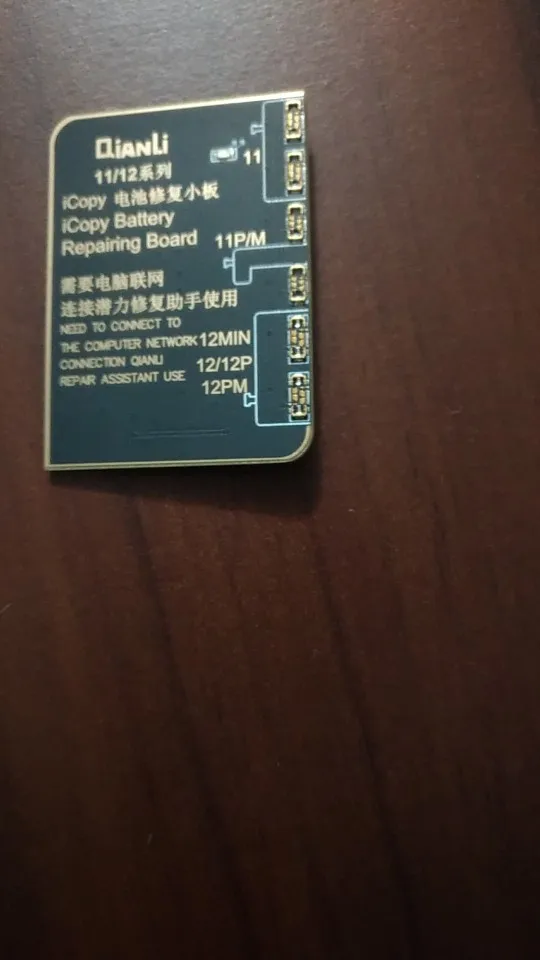 QIANLI
11/12系列
11
iCopy 电池修复小板
iCopy Battery
Repairing Board
11P/M
需要电脑联网
连接潜力修复助手使用
NEED TO CONNECT TO
THE COMPUTER NETWORK
CONNECTION QIANLI
REPAIR ASSISTANT USE
12MIN
12/12P
12PM